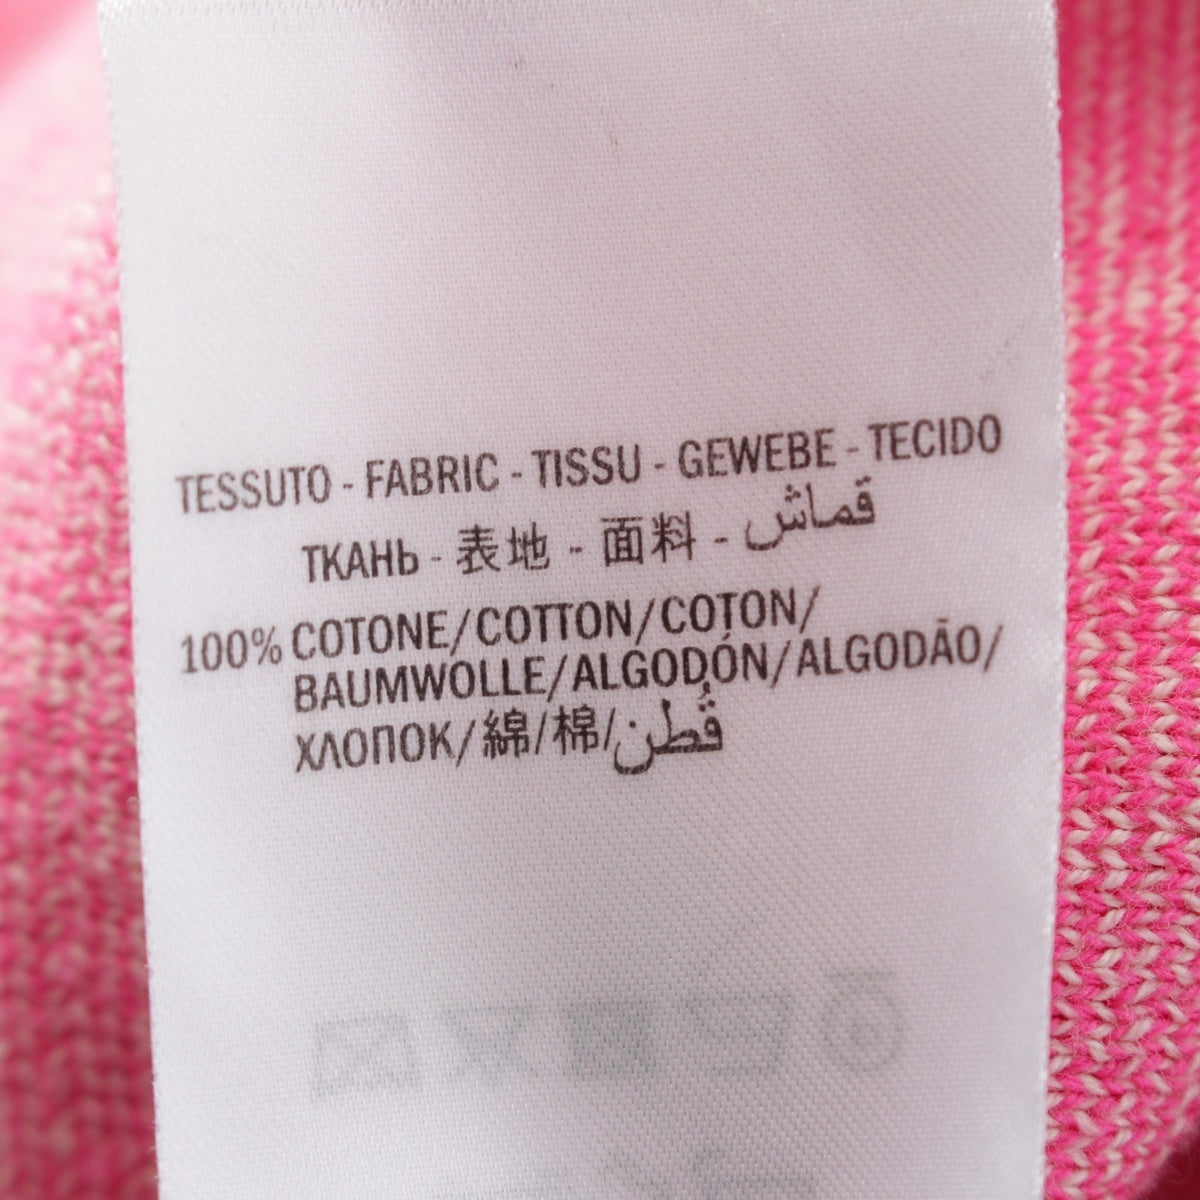 TESSUTO - FABRIC - TISSU - GEWEBE - TECIDO
ТКАНЬ - 表地 - 面料 - قماش
100% COTONE/COTTON/COTON/
BAUMWOLLE/ALGODÓN/ALGODÃO/
ХЛОПОК/綿/棉/قُطن